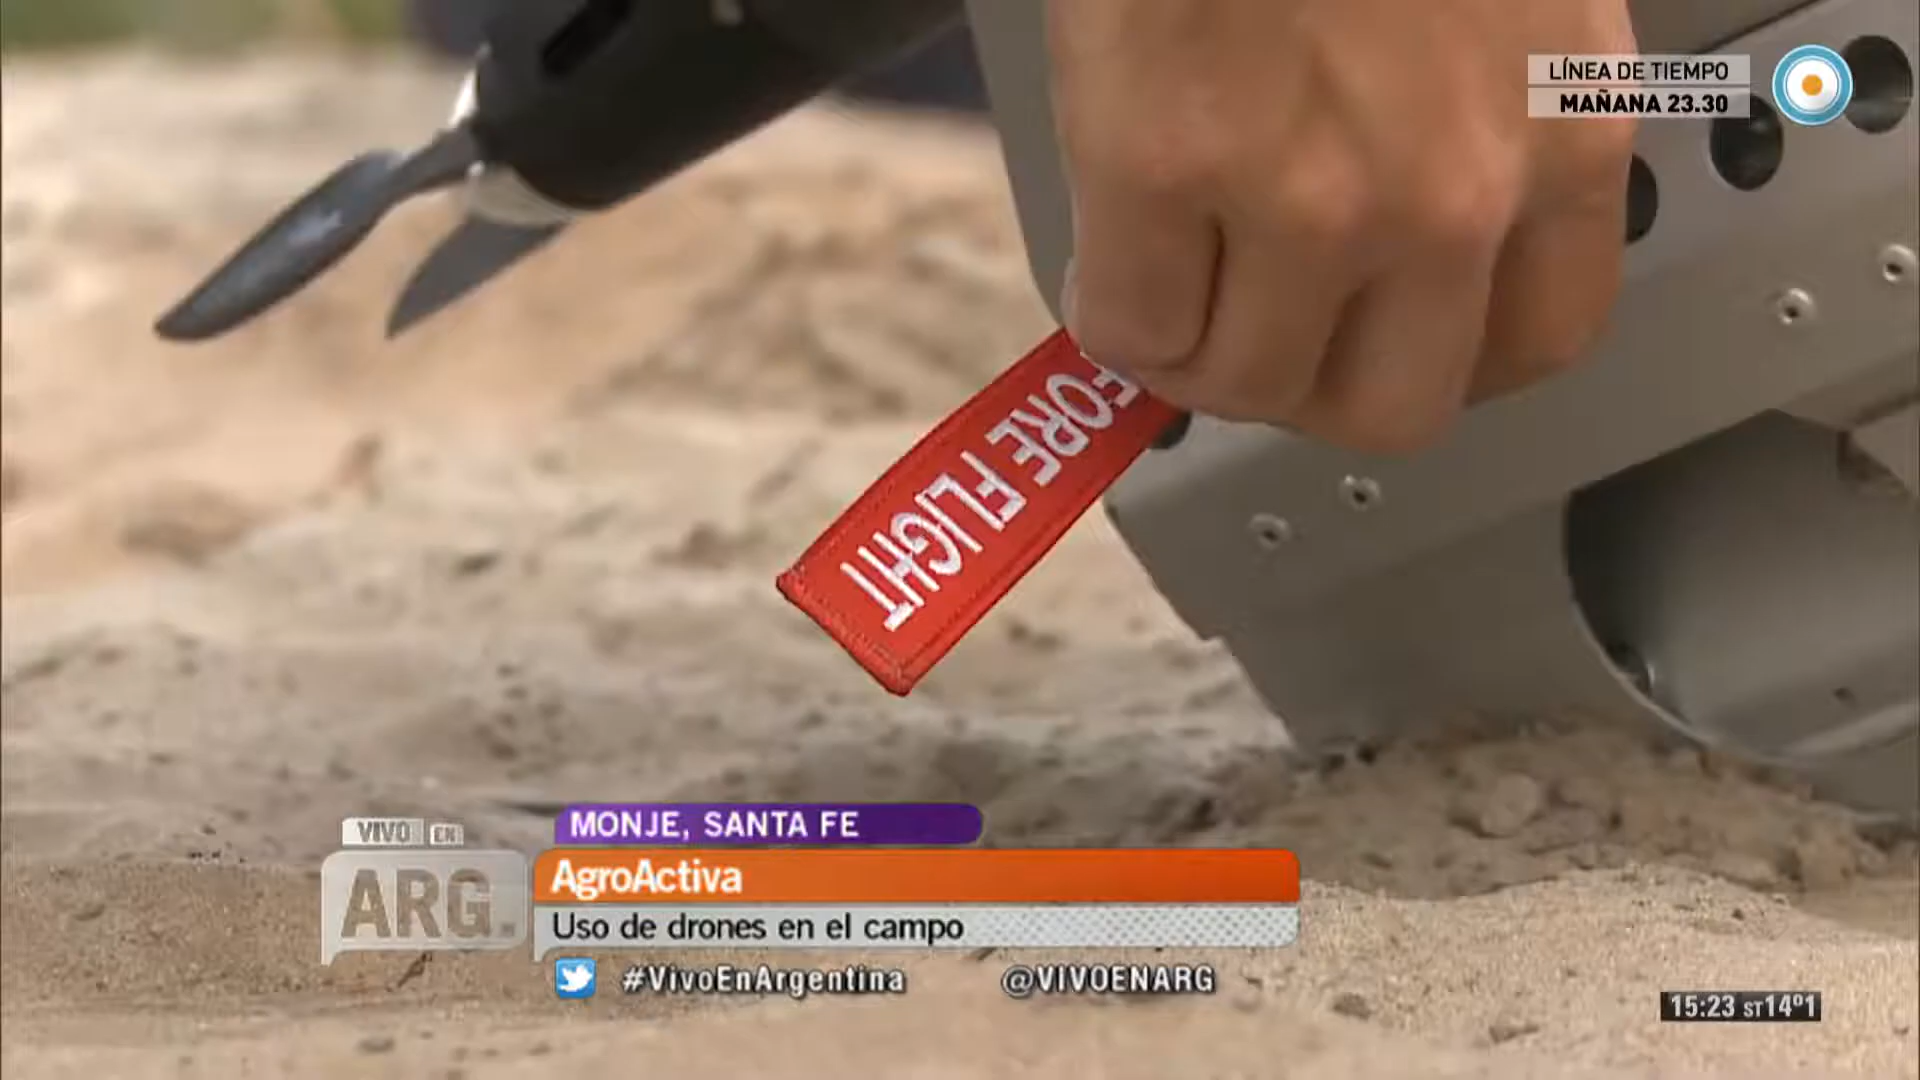 LÍNEA DE TIEMPO
MAÑANA 23.30
FORE FLIGHT
VIVO EN
ARG.
MONJE, SANTA FE
AgroActiva
Uso de drones en el campo
#VivoEnArgentina @VIVOENARG
15:23 ST14º1